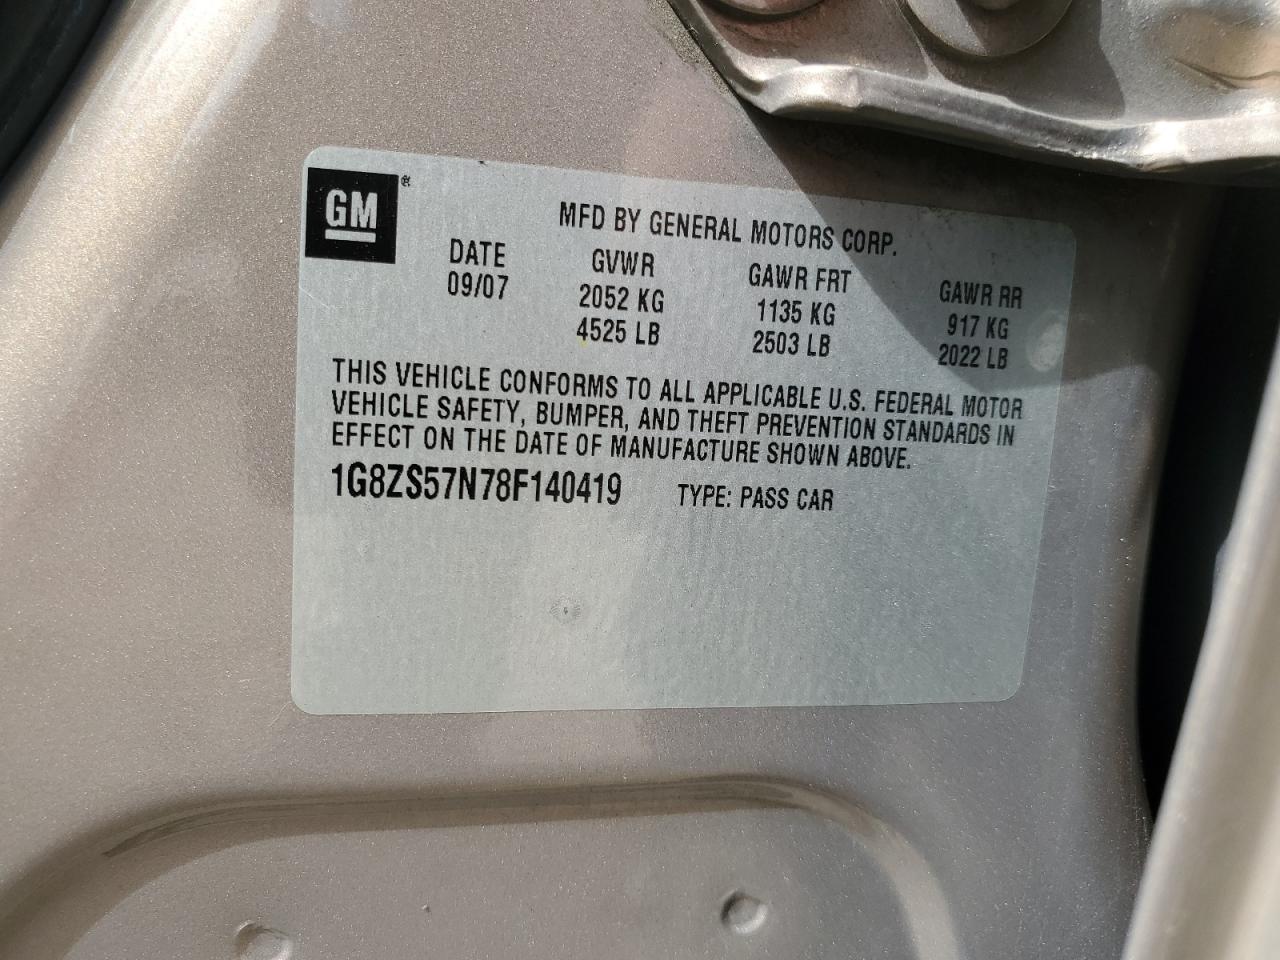 GM®
MFD BY GENERAL MOTORS CORP.
DATE GVWR GAWR FRT GAWR RR
09/07 2052 KG 1135 KG 917 KG
4525 LB 2503 LB 2022 LB
THIS VEHICLE CONFORMS TO ALL APPLICABLE U.S. FEDERAL MOTOR
VEHICLE SAFETY, BUMPER, AND THEFT PREVENTION STANDARDS IN
EFFECT ON THE DATE OF MANUFACTURE SHOWN ABOVE.
1G8ZS57N78F140419 TYPE: PASS CAR